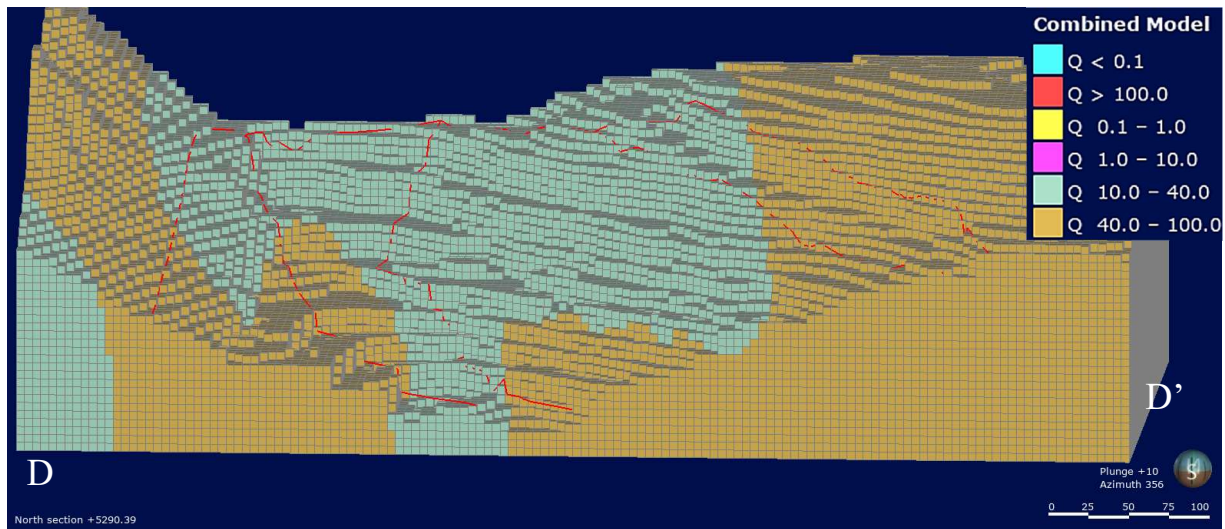 Combined Model
Q < 0.1
Q > 100.0
Q 0.1 – 1.0
Q 1.0 – 10.0
Q 10.0 – 40.0
Q 40.0 – 100.0
D’
D
Plunge +10
Azimuth 356
S
0 25 50 75 100
North section +5290.39